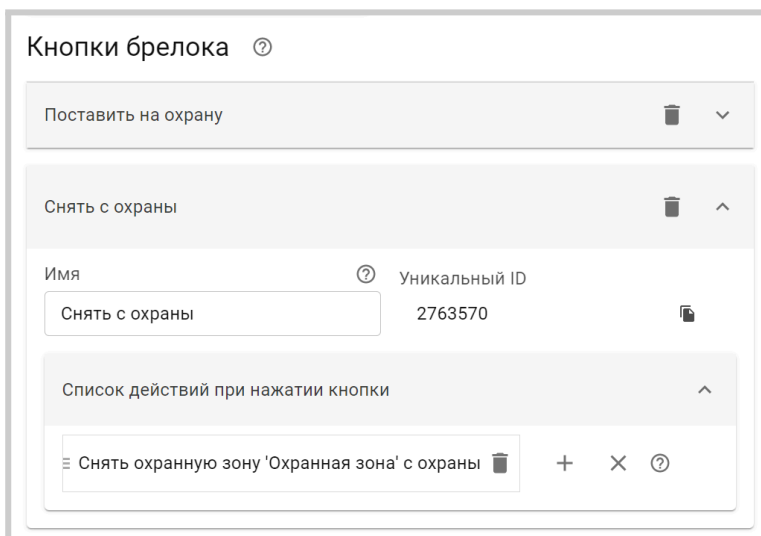 Кнопки брелока
Поставить на охрану
Снять с охраны
Имя
Уникальный ID
Снять с охраны
2763570
Список действий при нажатии кнопки
Снять охранную зону 'Охранная зона' с охраны